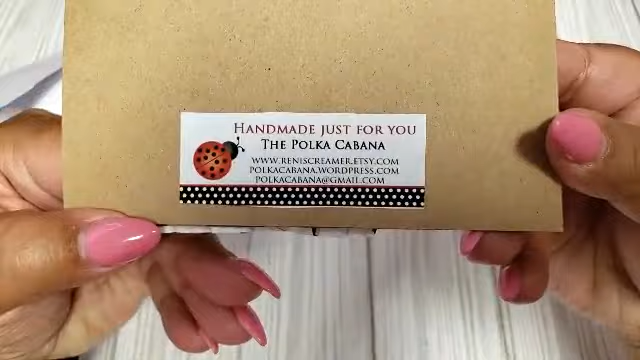 HANDMADE JUST FOR YOU
THE POLKA CABANA
WWW.RENISCREAMER.ETSY.COM
POLKACABANA.WORDPRESS.COM
POLKACABANA@GMAIL.COM